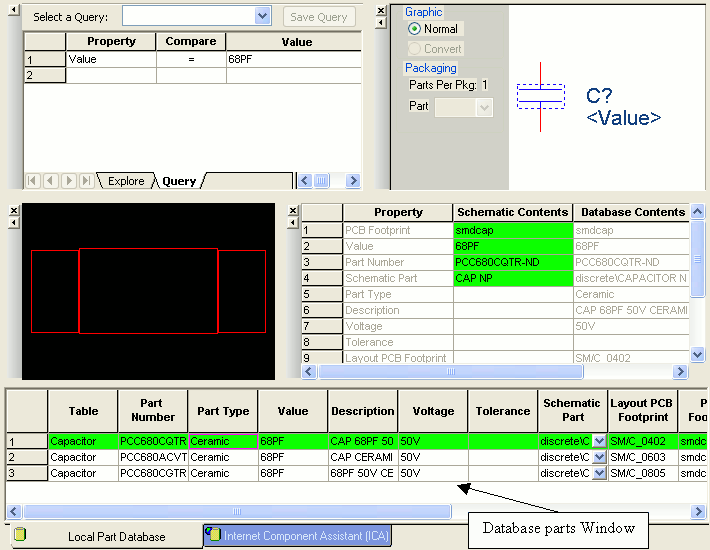 Select a Query:
Save Query
Property Compare Value
1 Value = 68PF
2
Explore Query
Graphic
Normal
Convert
Packaging
Parts Per Pkg: 1
Part
C?
<Value>
Property Schematic Contents Database Contents
1 PCB Footprint smdcap smdcap
2 Value 68PF 68PF
3 Part Number PCC680CQTR-ND PCC680CQTR-ND
4 Schematic Part CAP NP discrete\CAPACITOR N
5 Part Type Ceramic
6 Description CAP 68PF 50V CERAMI
7 Voltage 50V
8 Tolerance
9 Layout PCB Footprint SM/C_0402
Table Part Number Part Type Value Description Voltage Tolerance Schematic Part Layout PCB Footprint P Foo
1 Capacitor PCC680CQTR Ceramic 68PF CAP 68PF 50 50V discrete\C SM/C_0402 smdc
2 Capacitor PCC680ACVT Ceramic 68PF CAP CERAMI 50V discrete\C SM/C_0603 smdc
3 Capacitor PCC680CGTR Ceramic 68PF 68PF 50V CE 50V discrete\C SM/C_0805 smdc
Database parts Window
Local Part Database
Internet Component Assistant (ICA)